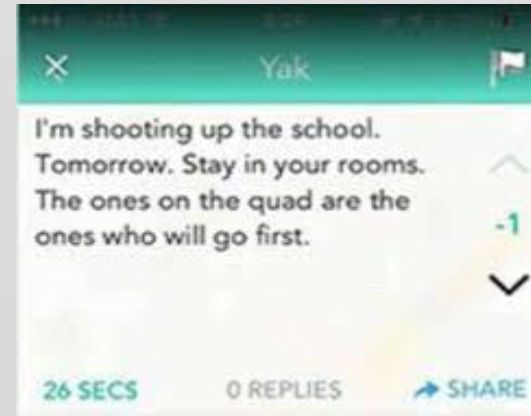 Yak
I'm shooting up the school.
Tomorrow. Stay in your rooms.
The ones on the quad are the
ones who will go first.
-1
26 SECS 0 REPLIES SHARE